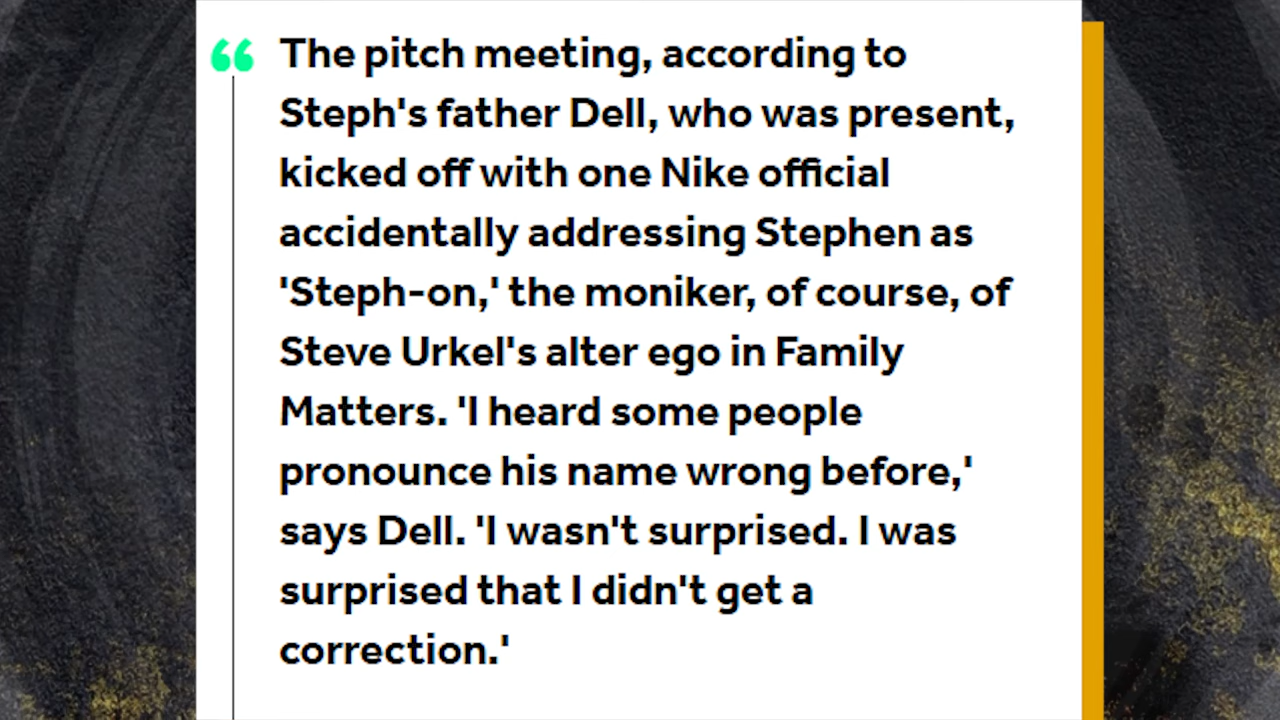 “
The pitch meeting, according to
Steph's father Dell, who was present,
kicked off with one Nike official
accidentally addressing Stephen as
'Steph-on,' the moniker, of course, of
Steve Urkel's alter ego in Family
Matters. 'I heard some people
pronounce his name wrong before,'
says Dell. 'I wasn't surprised. I was
surprised that I didn't get a
correction.'